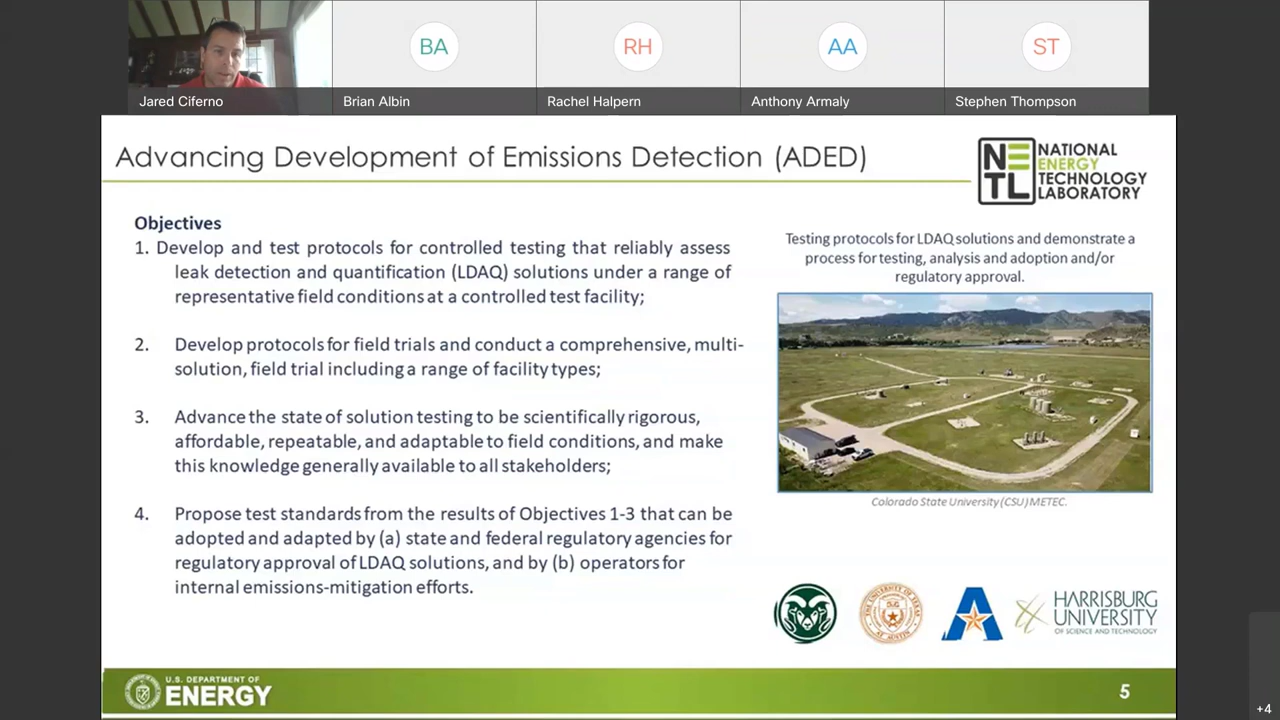 BA
RH
AA
ST
Jared Ciferno
Brian Albin
Rachel Halpern
Anthony Armaly
Stephen Thompson
Advancing Development of Emissions Detection (ADED)
NE
TL
NATIONAL
ENERGY
TECHNOLOGY
LABORATORY
Objectives
1. Develop and test protocols for controlled testing that reliably assess
leak detection and quantification (LDAQ) solutions under a range of
representative field conditions at a controlled test facility;
2. Develop protocols for field trials and conduct a comprehensive, multi-
solution, field trial including a range of facility types;
3. Advance the state of solution testing to be scientifically rigorous,
affordable, repeatable, and adaptable to field conditions, and make
this knowledge generally available to all stakeholders;
4. Propose test standards from the results of Objectives 1-3 that can be
adopted and adapted by (a) state and federal regulatory agencies for
regulatory approval of LDAQ solutions, and by (b) operators for
internal emissions-mitigation efforts.
Testing protocols for LDAQ solutions and demonstrate a
process for testing, analysis and adoption and/or
regulatory approval.
Colorado State University (CSU) METEC.
THE UNIVERSITY OF TEXAS
AT AUSTIN
HARRISBURG
UNIVERSITY
OF SCIENCE AND TECHNOLOGY
U.S. DEPARTMENT OF
ENERGY
5
+4